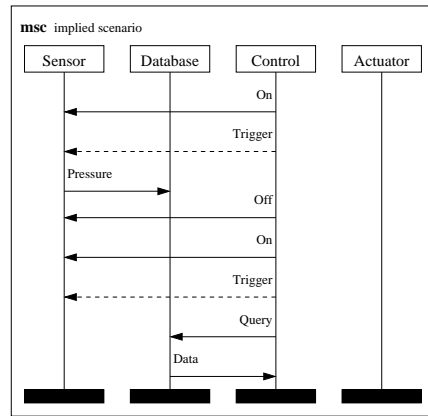 msc implied scenario
Sensor Database Control Actuator
On
Trigger
Pressure
Off
On
Trigger
Query
Data